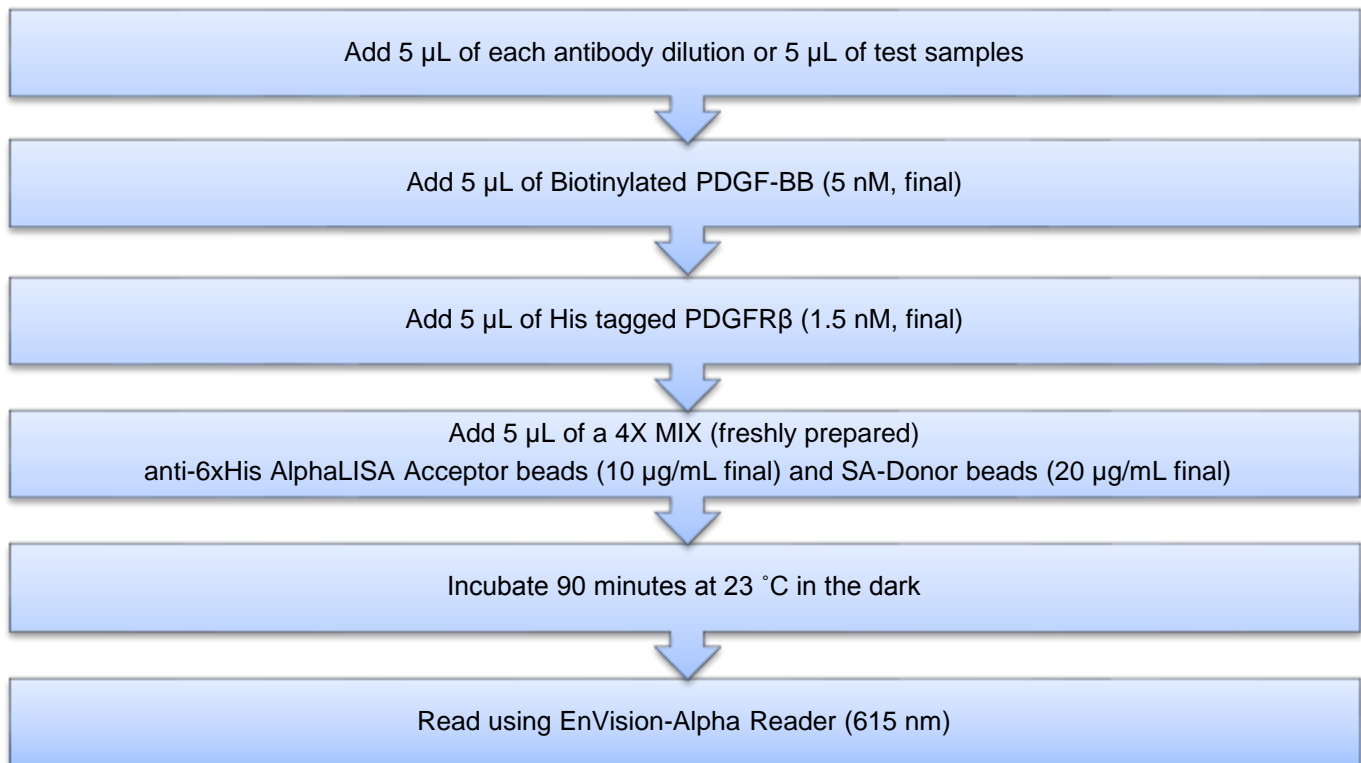 Add 5 µL of each antibody dilution or 5 µL of test samples
Add 5 µL of Biotinylated PDGF-BB (5 nM, final)
Add 5 µL of His tagged PDGFRβ (1.5 nM, final)
Add 5 µL of a 4X MIX (freshly prepared)
anti-6xHis AlphaLISA Acceptor beads (10 µg/mL final) and SA-Donor beads (20 µg/mL final)
Incubate 90 minutes at 23 ˚C in the dark
Read using EnVision-Alpha Reader (615 nm)